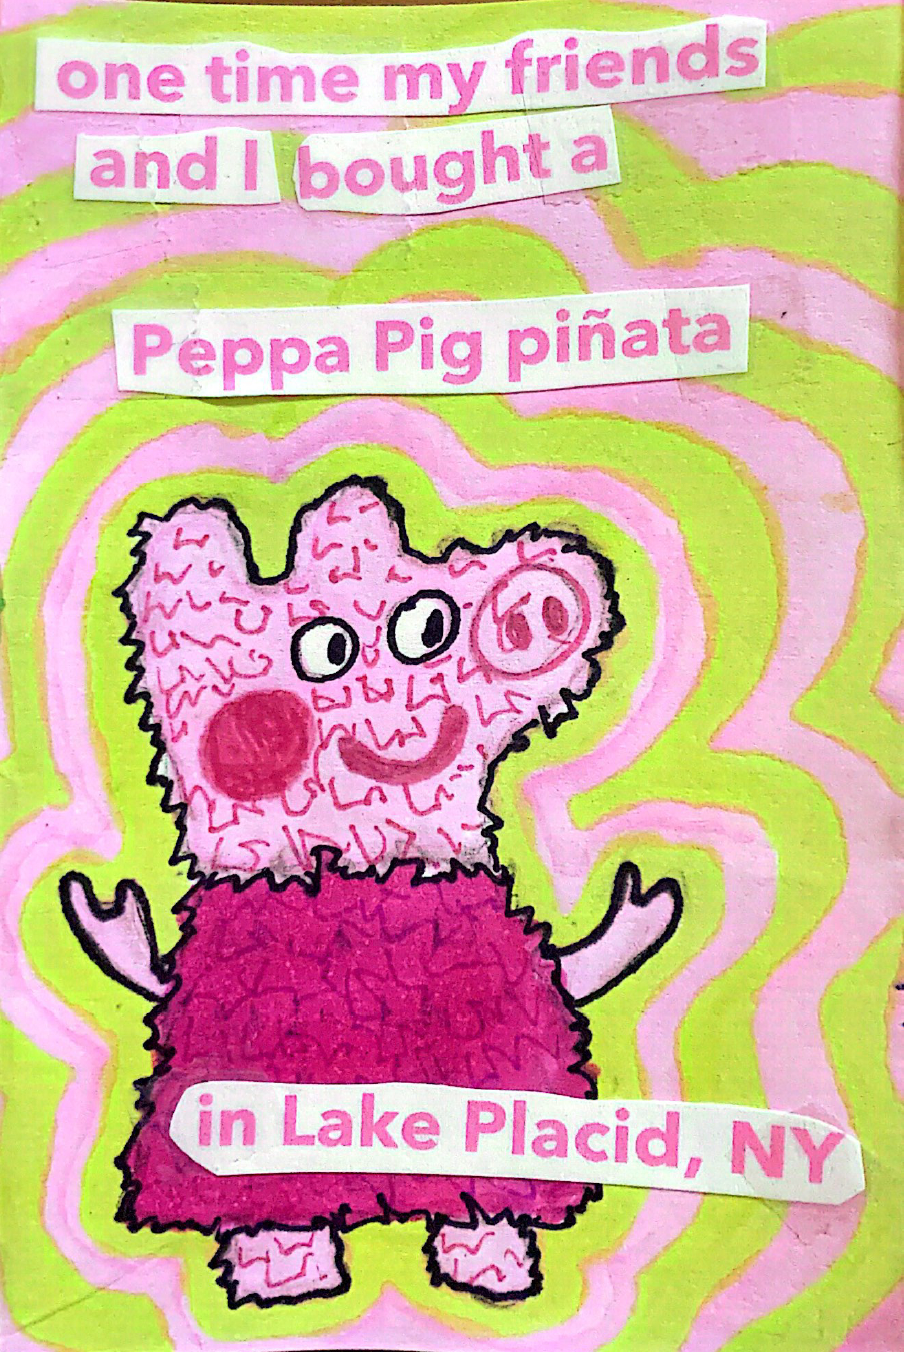 one time my friends
and I bought a
Peppa Pig piñata
in Lake Placid, NY